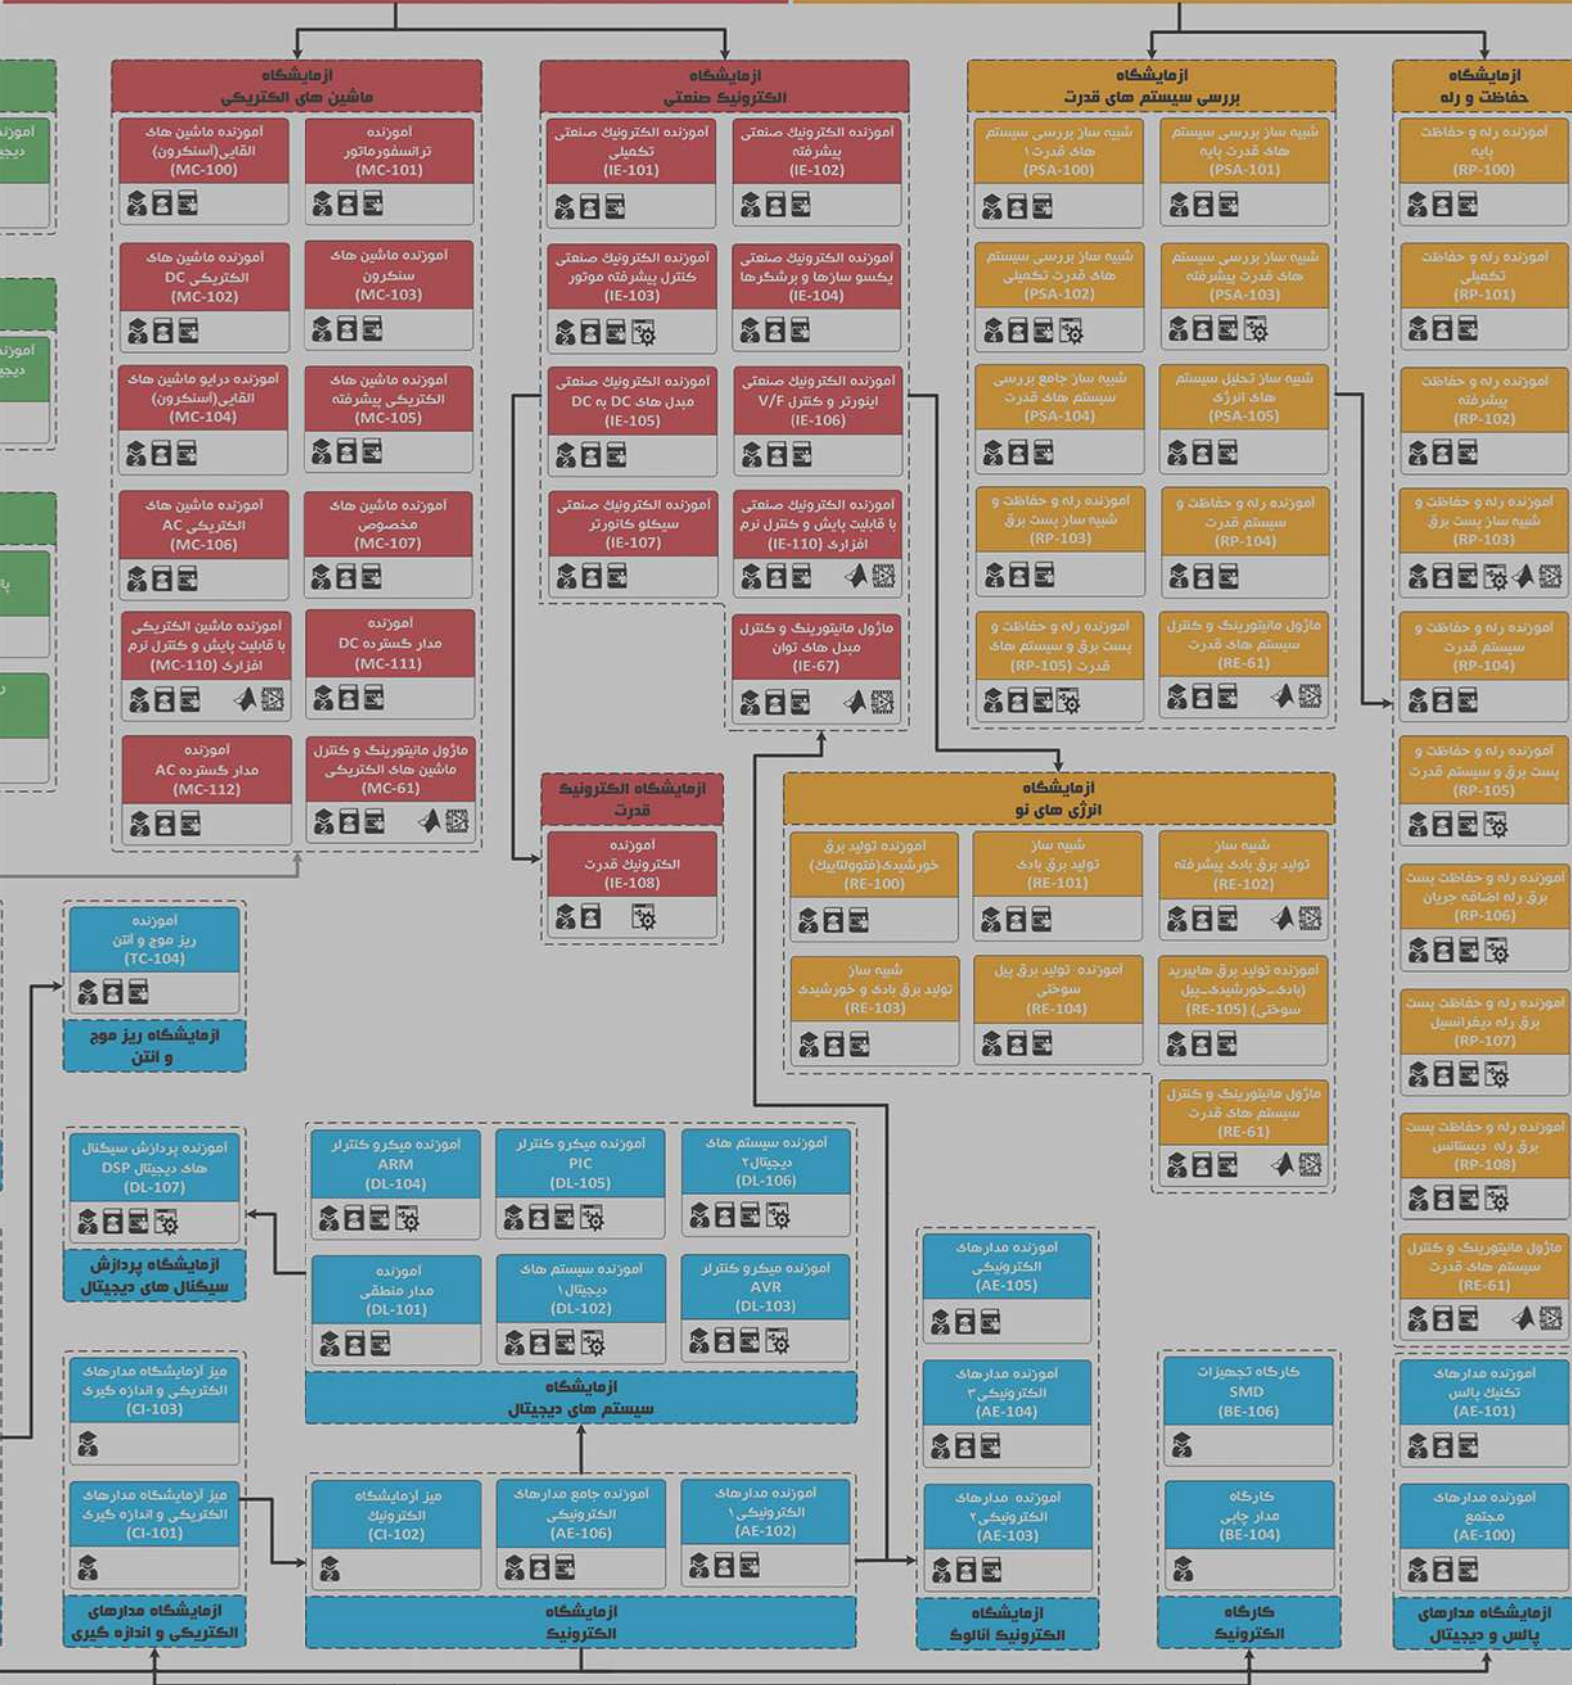 آزمایشگاه
حفاظت و رله
آموزنده رله و حفاظت
پایه
(RP-100)
آموزنده رله و حفاظت
تکمیلی
(RP-101)
آموزنده رله و حفاظت
پیشرفته
(RP-102)
آموزنده رله و حفاظت و
شبیه ساز پست برق
(RP-103)
آموزنده رله و حفاظت و
سیستم قدرت
(RP-104)
آموزنده رله و حفاظت و
پست برق و سیستم قدرت
(RP-105)
آموزنده رله و حفاظت پست
برق رله اضافه جریان
(RP-106)
آموزنده رله و حفاظت پست
برق رله دیفرانسیل
(RP-107)
آموزنده رله و حفاظت پست
برق رله دیستانس
(RP-108)
ماژول مانیتورینگ و کنترل
سیستم های قدرت
(RE-61)
آزمایشگاه
بررسی سیستم های قدرت
شبیه ساز بررسی سیستم
های قدرت پایه
(PSA-101)
شبیه ساز بررسی سیستم
های قدرت۱
(PSA-100)
شبیه ساز بررسی سیستم
های قدرت پیشرفته
(PSA-103)
شبیه ساز بررسی سیستم
های قدرت تکمیلی
(PSA-102)
شبیه ساز تحلیل سیستم
های انرژی
(PSA-105)
شبیه ساز جامع بررسی
سیستم های قدرت
(PSA-104)
آموزنده رله و حفاظت و
سیستم قدرت
(RP-104)
آموزنده رله و حفاظت و
شبیه ساز پست برق
(RP-103)
ماژول مانیتورینگ و کنترل
سیستم های قدرت
(RE-61)
آموزنده رله و حفاظت و
پست برق و سیستم های
قدرت (RP-105)
آزمایشگاه
الکترونیک صنعتی
آموزنده الکترونیک صنعتی
پیشرفته
(IE-102)
آموزنده الکترونیک صنعتی
تکمیلی
(IE-101)
آموزنده الکترونیک صنعتی
یکسو سازها و برشگرها
(IE-104)
آموزنده الکترونیک صنعتی
کنترل پیشرفته موتور
(IE-103)
آموزنده الکترونیک صنعتی
اینورتر و کنترل V/F
(IE-106)
آموزنده الکترونیک صنعتی
مبدل های DC به DC
(IE-105)
آموزنده الکترونیک صنعتی
با قابلیت پایش و کنترل نرم
افزاری (IE-110)
آموزنده الکترونیک صنعتی
سیکلو کانورتر
(IE-107)
ماژول مانیتورینگ و کنترل
مبدل های توان
(IE-67)
آزمایشگاه
ماشین های الکتریکی
آموزنده
ترانسفورماتور
(MC-101)
آموزنده ماشین های
القایی(آسنکرون)
(MC-100)
آموزنده ماشین های
سنکرون
(MC-103)
آموزنده ماشین های
الکتریکی DC
(MC-102)
آموزنده ماشین های
الکتریکی پیشرفته
(MC-105)
آموزنده درایو ماشین های
القایی(آسنکرون)
(MC-104)
آموزنده ماشین های
مخصوص
(MC-107)
آموزنده ماشین های
الکتریکی AC
(MC-106)
آموزنده
مدار گسترده DC
(MC-111)
آموزنده ماشین الکتریکی
با قابلیت پایش و کنترل نرم
افزاری (MC-110)
ماژول مانیتورینگ و کنترل
ماشین های الکتریکی
(MC-61)
آموزنده
مدار گسترده AC
(MC-112)
آزمایشگاه
انرژی های نو
شبیه ساز
تولید برق بادی پیشرفته
(RE-102)
شبیه ساز
تولید برق بادی
(RE-101)
آموزنده تولید برق
خورشیدی(فتوولتاییک)
(RE-100)
آموزنده تولید برق هایبرید
(بادی-خورشیدی-پیل
سوختی) (RE-105)
آموزنده تولید برق پیل
سوختی
(RE-104)
شبیه ساز
تولید برق بادی و خورشیدی
(RE-103)
ماژول مانیتورینگ و کنترل
سیستم های قدرت
(RE-61)
آزمایشگاه الکترونیک
قدرت
آموزنده
الکترونیک قدرت
(IE-108)
آموزنده
ریز موج و آنتن
(TC-104)
آزمایشگاه ریز موج
و آنتن
آموزنده سیستم های
دیجیتال۲
(DL-106)
آموزنده میکرو کنترلر
PIC
(DL-105)
آموزنده میکرو کنترلر
ARM
(DL-104)
آموزنده میکرو کنترلر
AVR
(DL-103)
آموزنده سیستم های
دیجیتال۱
(DL-102)
آموزنده
مدار منطقی
(DL-101)
آزمایشگاه
سیستم های دیجیتال
آموزنده پردازش سیگنال
های دیجیتال DSP
(DL-107)
آزمایشگاه پردازش
سیگنال های دیجیتال
آموزنده مدارهای
تکنیک پالس
(AE-101)
آموزنده مدارهای
مجتمع
(AE-100)
آزمایشگاه مدارهای
پالس و دیجیتال
کارگاه تجهیزات
SMD
(BE-106)
کارگاه
مدار چاپی
(BE-104)
کارگاه
الکترونیک
آموزنده مدارهای
الکترونیکی
(AE-105)
آموزنده مدارهای
الکترونیکی۳
(AE-104)
آموزنده مدارهای
الکترونیکی۲
(AE-103)
آزمایشگاه
الکترونیک آنالوگ
آموزنده مدارهای
الکترونیکی۱
(AE-102)
آموزنده جامع مدارهای
الکترونیکی
(AE-106)
میز آزمایشگاه
الکترونیک
(CI-102)
آزمایشگاه
الکترونیک
میز آزمایشگاه مدارهای
الکتریکی و اندازه گیری
(CI-103)
میز آزمایشگاه مدارهای
الکتریکی و اندازه گیری
(CI-101)
آزمایشگاه مدارهای
الکتریکی و اندازه گیری